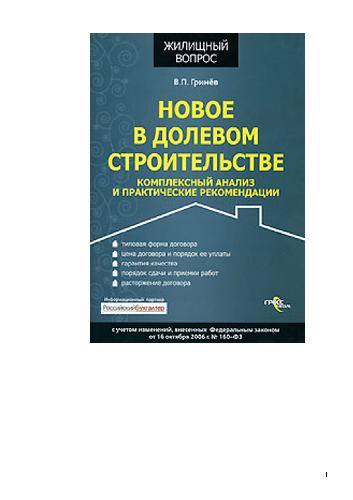 ЖИЛИЩНЫЙ
ВОПРОС
В.П. Гринёв
НОВОЕ
В ДОЛЕВОМ
СТРОИТЕЛЬСТВЕ
КОМПЛЕКСНЫЙ АНАЛИЗ
И ПРАКТИЧЕСКИЕ РЕКОМЕНДАЦИИ
типовая форма договора
цена договора и порядок ее уплаты
гарантия качества
порядок сдачи и приемки работ
расторжение договора
Информационный партнер
Российскийбухгалтер
с учетом изменений, внесенных Федеральным законом
от 16 октября 2006 г. № 160–ФЗ